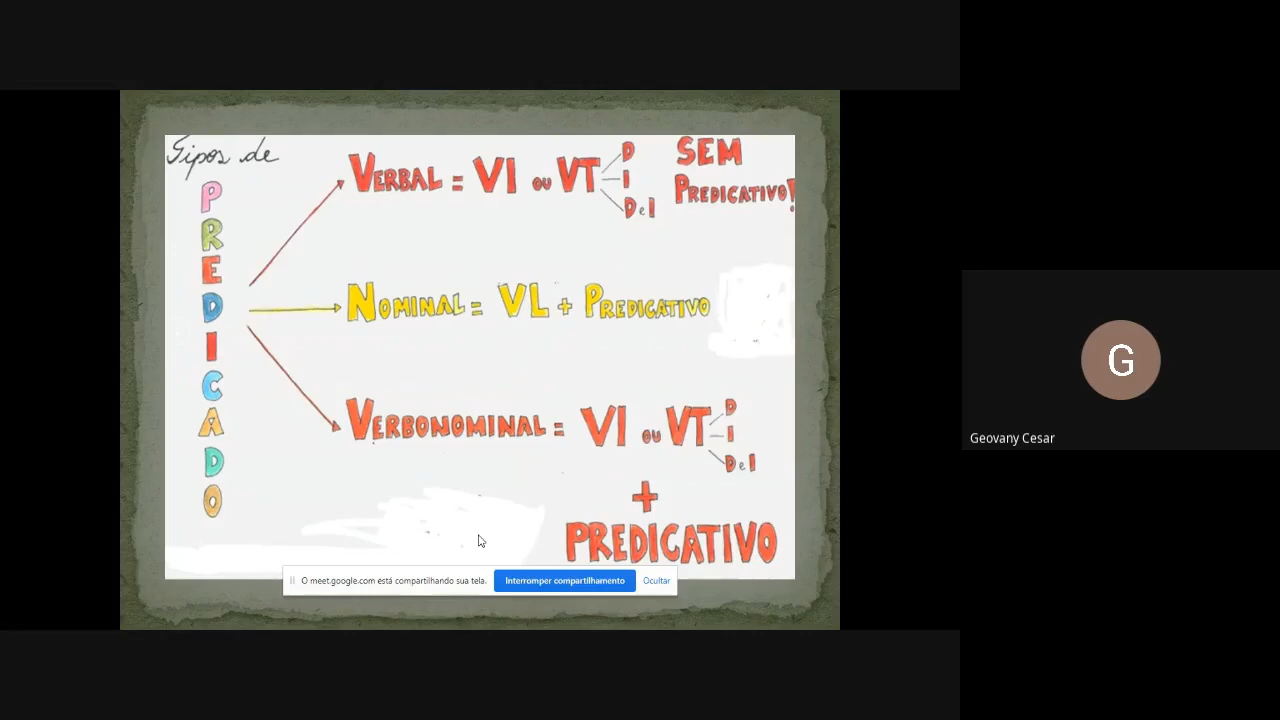 Tipos de
PREDICADO
VERBAL = VI OU VT
D
I
D e I
SEM
PREDICATIVO!
NOMINAL = VL + PREDICATIVO
VERBONOMINAL = VI OU VT
D
I
D e I
+
PREDICATIVO
O meet.google.com está compartilhando sua tela.
Interromper compartilhamento
Ocultar
G
Geovany Cesar